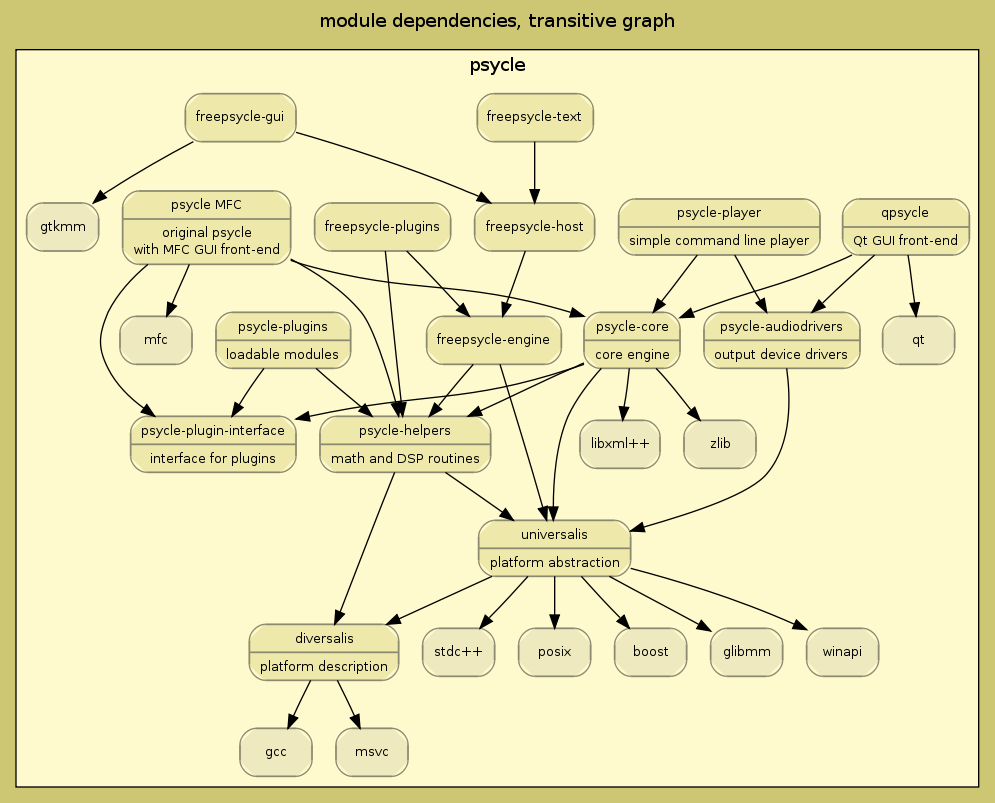 module dependencies, transitive graph
psycle
freepsycle-gui
freepsycle-text
gtkmm
psycle MFC
original psycle
with MFC GUI front-end
freepsycle-plugins
freepsycle-host
psycle-player
simple command line player
qpsycle
Qt GUI front-end
mfc
psycle-plugins
loadable modules
freepsycle-engine
psycle-core
core engine
psycle-audiodrivers
output device drivers
qt
psycle-plugin-interface
interface for plugins
psycle-helpers
math and DSP routines
libxml++
zlib
universalis
platform abstraction
diversalis
platform description
stdc++
posix
boost
glibmm
winapi
gcc
msvc